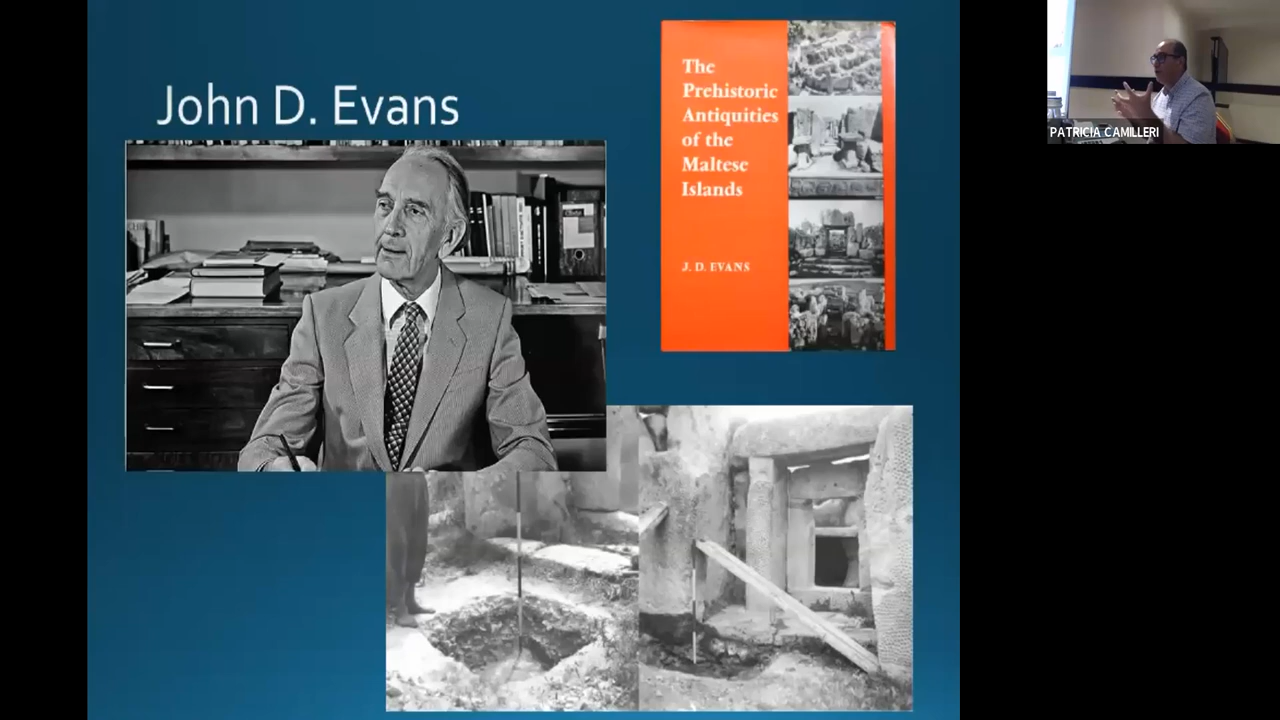 John D. Evans
The
Prehistoric
Antiquities
of the
Maltese
Islands
J. D. EVANS
PATRICIA CAMILLERI